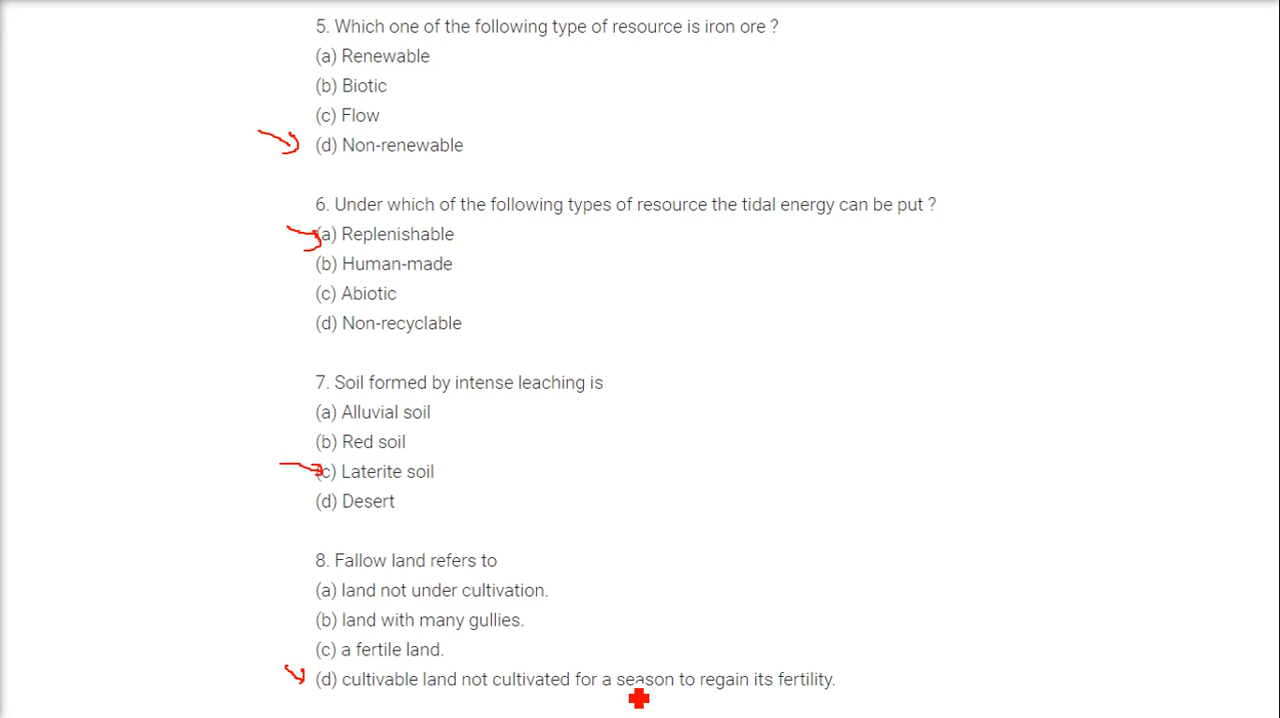 5. Which one of the following type of resource is iron ore ?
(a) Renewable
(b) Biotic
(c) Flow
(d) Non-renewable
6. Under which of the following types of resource the tidal energy can be put ?
(a) Replenishable
(b) Human-made
(c) Abiotic
(d) Non-recyclable
7. Soil formed by intense leaching is
(a) Alluvial soil
(b) Red soil
(c) Laterite soil
(d) Desert
8. Fallow land refers to
(a) land not under cultivation.
(b) land with many gullies.
(c) a fertile land.
(d) cultivable land not cultivated for a season to regain its fertility.